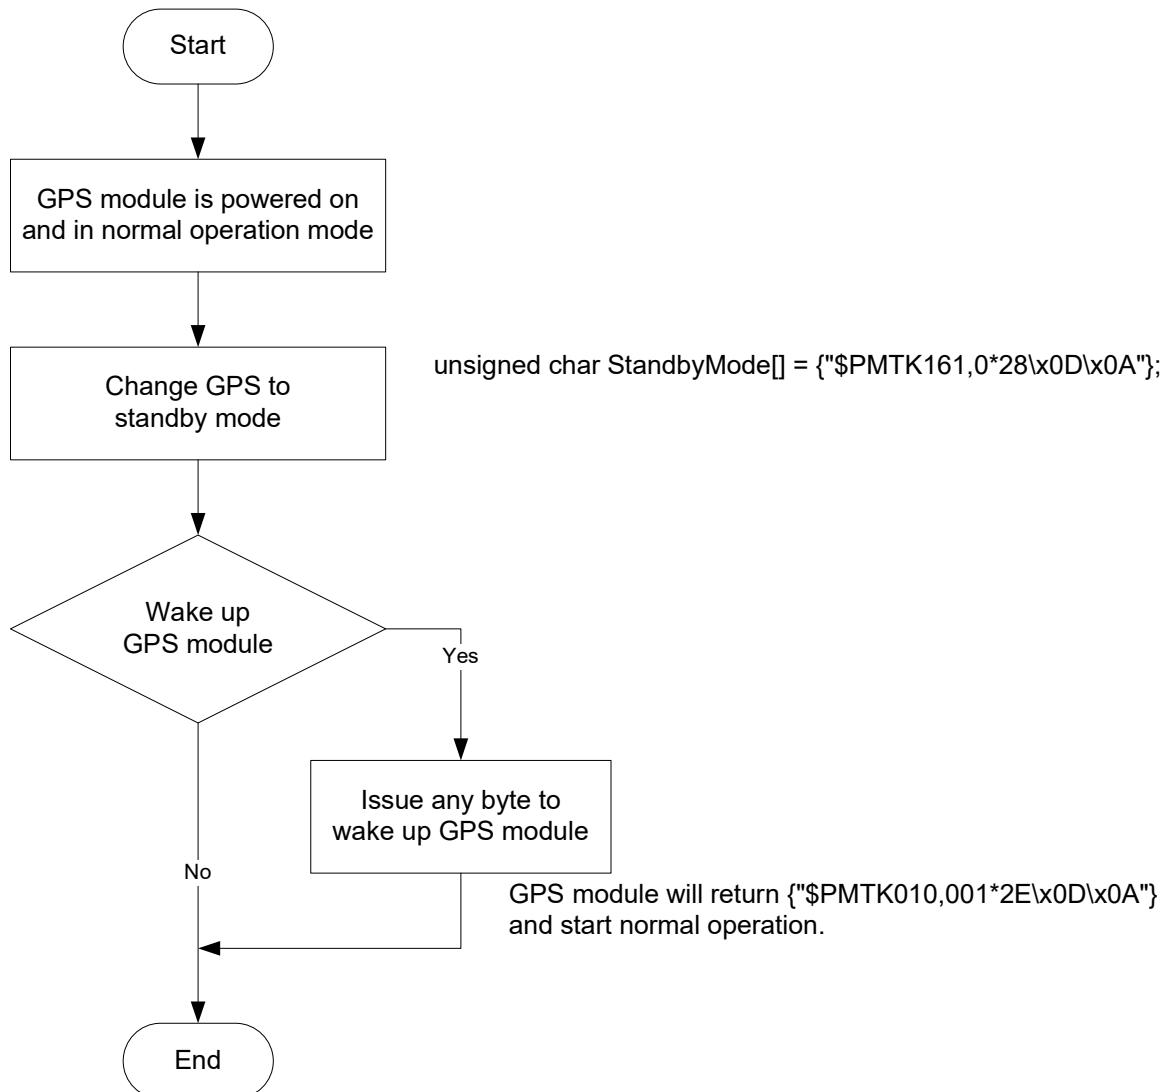 Start
GPS module is powered on
and in normal operation mode
Change GPS to
standby mode
unsigned char StandbyMode[] = {"$PMTK161,0*28\x0D\x0A"};
Wake up
GPS module
Yes
Issue any byte to
wake up GPS module
No
GPS module will return {"$PMTK010,001*2E\x0D\x0A"}
and start normal operation.
End